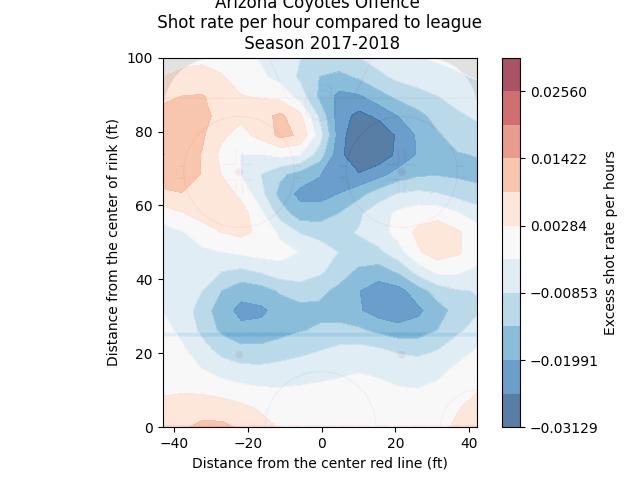 Arizona Coyotes Offence
Shot rate per hour compared to league
Season 2017-2018
100
80
60
40
20
0
−40
−20
0
20
40
Distance from the center of rink (ft)
Distance from the center red line (ft)
0.02560
0.01422
0.00284
−0.00853
−0.01991
−0.03129
Excess shot rate per hours